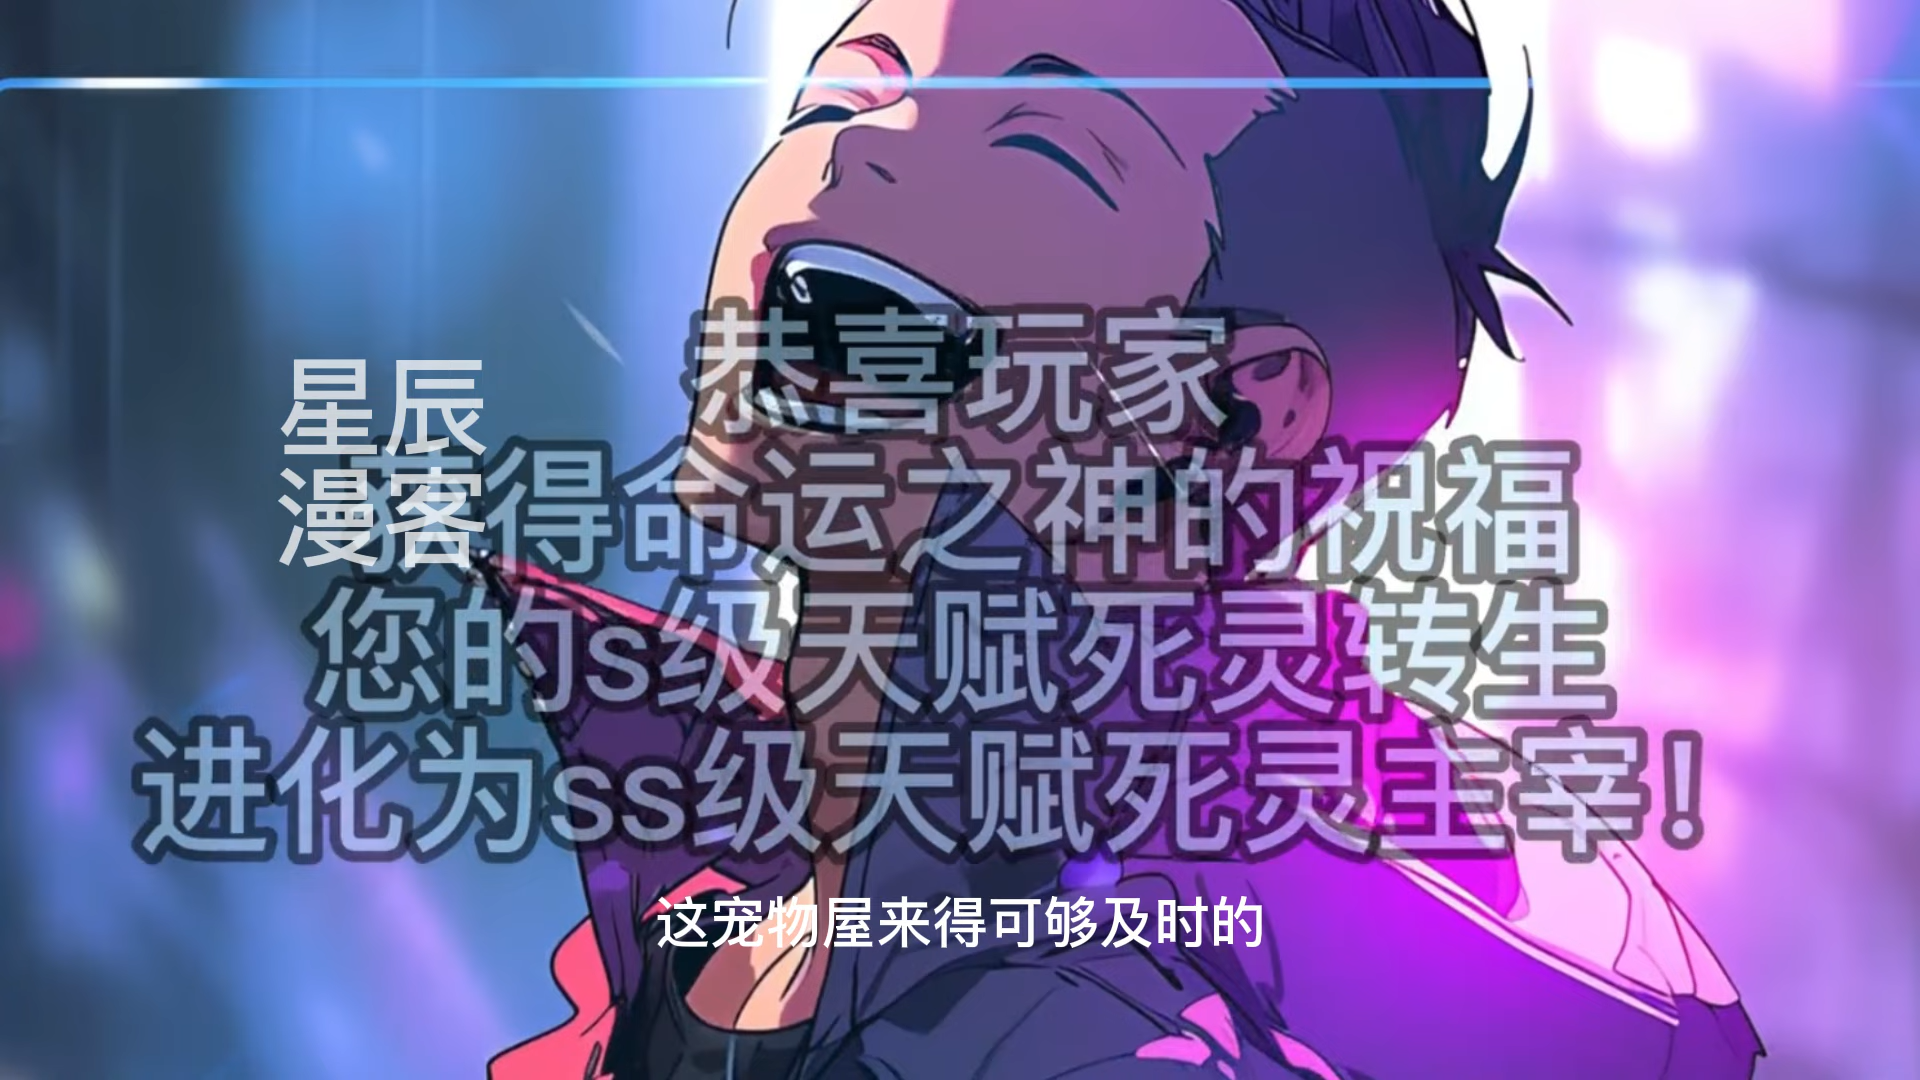 恭喜玩家
星辰
漫客
获得命运之神的祝福
您的s级天赋死灵转生
进化为ss级天赋死灵主宰！
这宠物屋来得可够及时的